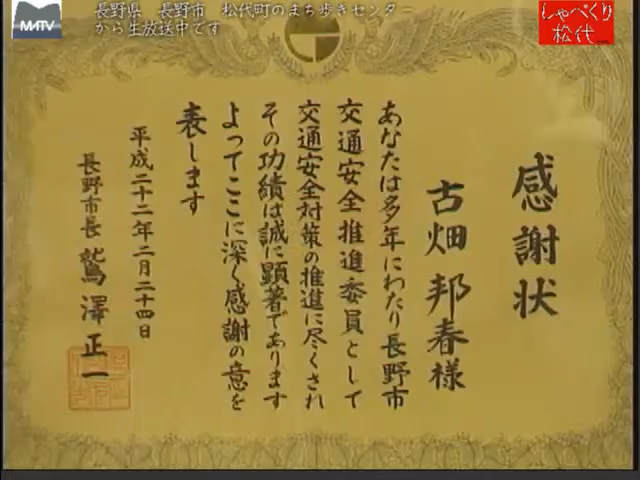 MATV
長野県 長野市 松代町のまち歩きセンター
から生放送中です
しゃべくり
松代
感謝状
古畑邦春様
あなたは多年にわたり長野市
交通安全推進委員として
交通安全対策の推進に尽くされ
その功績は誠に顕著であります
よってここに深く感謝の意を
表します
平成二十二年二月二十四日
長野市長 鷲澤正一